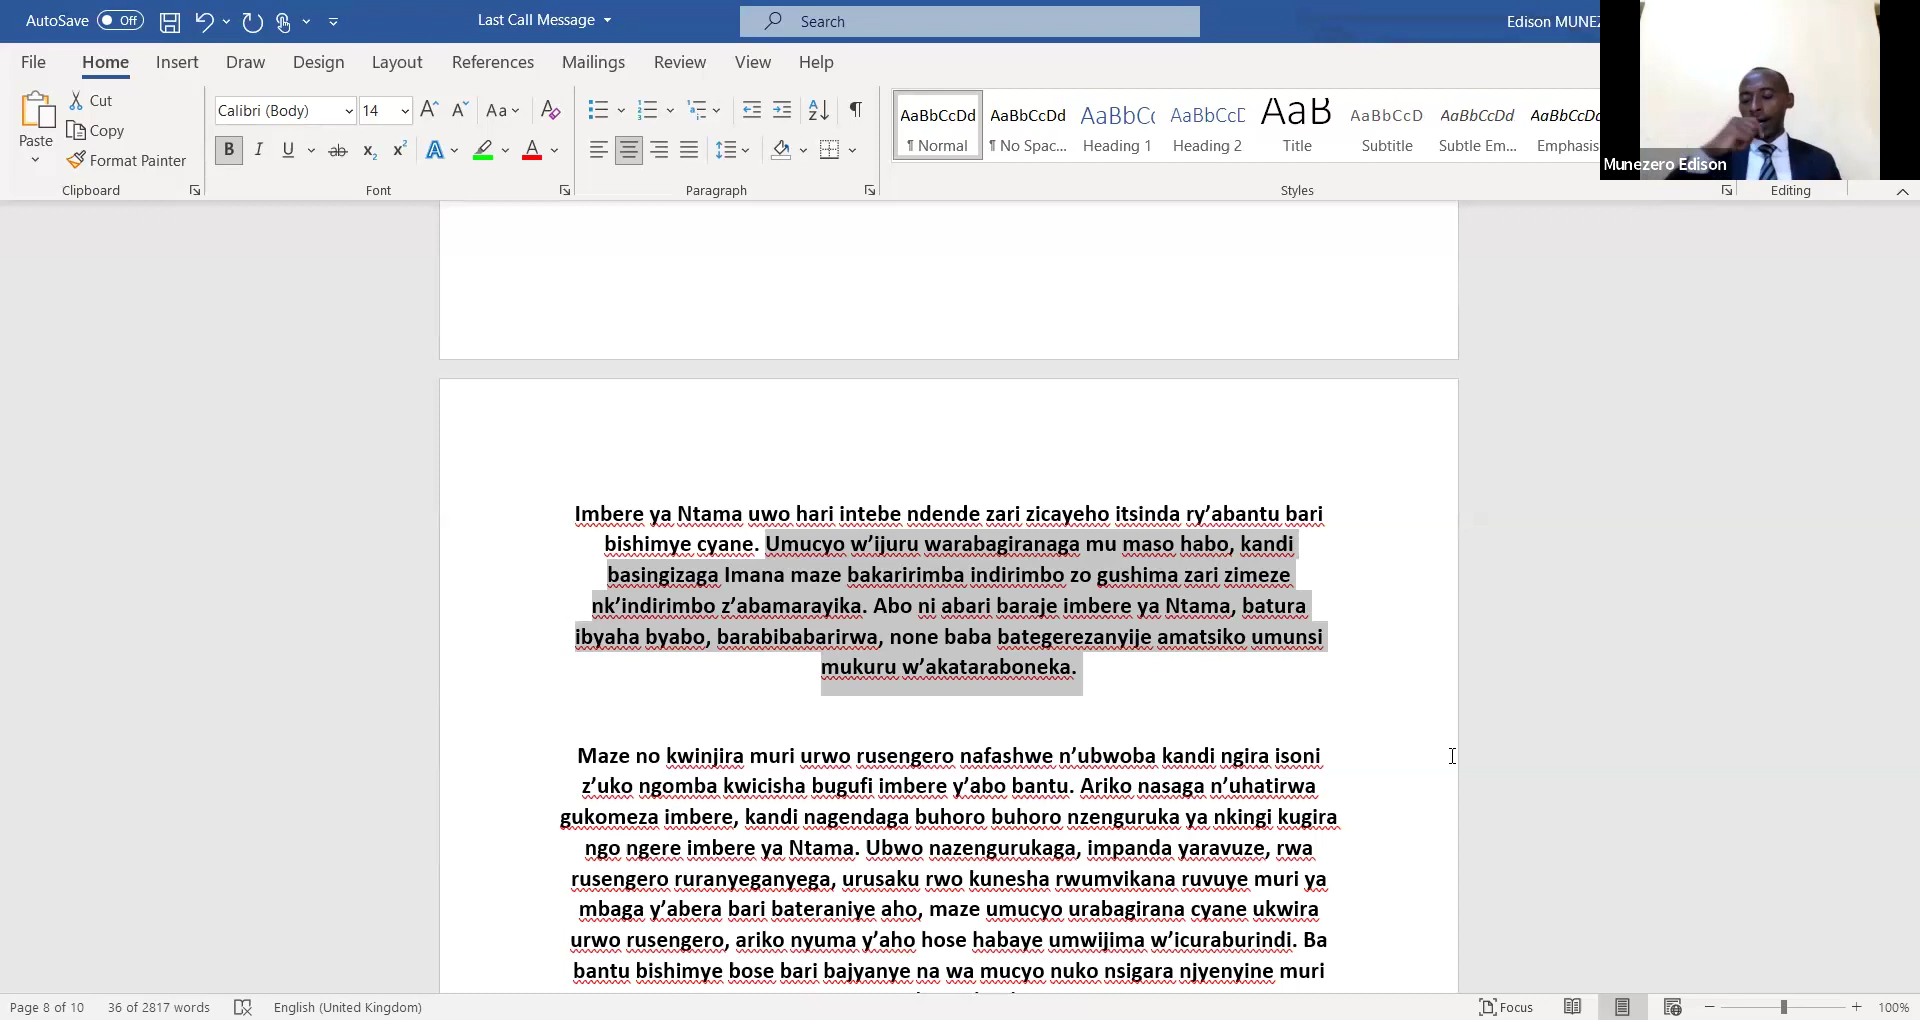 AutoSave Off
Last Call Message
Search
Edison MUNEZ
File Home Insert Draw Design Layout References Mailings Review View Help
Paste
Cut
Copy
Format Painter
Clipboard
Calibri (Body) 14
Font
Paragraph
AaBbCcDd AaBbCcDd AaBbCc AaBbCcD AaB AaBbCcD AaBbCcDd AaBbCcDd
¶ Normal ¶ No Spac... Heading 1 Heading 2 Title Subtitle Subtle Em... Emphasis
Styles
Editing
Munezero Edison
Imbere ya Ntama uwo hari intebe ndende zari zicayeho itsinda ry’abantu bari
bishimye cyane. Umucyo w’ijuru warabagiranaga mu maso habo, kandi
basingizaga Imana maze bakaririmba indirimbo zo gushima zari zimeze
nk’indirimbo z’abamarayika. Abo ni abari baraje imbere ya Ntama, batura
ibyaha byabo, barabibabarirwa, none baba bategerezanyije amatsiko umunsi
mukuru w’akataraboneka.
Maze no kwinjira muri urwo rusengero nafashwe n’ubwoba kandi ngira isoni
z’uko ngomba kwicisha bugufi imbere y’abo bantu. Ariko nasaga n’uhatirwa
gukomeza imbere, kandi nagendaga buhoro buhoro nzenguruka ya nkingi kugira
ngo ngere imbere ya Ntama. Ubwo nazengurukaga, impanda yaravuze, rwa
rusengero ruranyeganyega, urusaku rwo kunesha rwumvikana ruvuye muri ya
mbaga y’abera bari bateraniye aho, maze umucyo urabagirana cyane ukwira
urwo rusengero, ariko nyuma y’aho hose habaye umwijima w’icuraburindi. Ba
bantu bishimye bose bari bajyanye na wa mucyo nuko nsigara njyenyine muri
Page 8 of 10 36 of 2817 words English (United Kingdom) Focus 100%